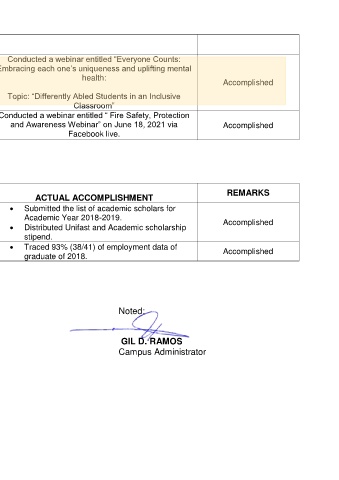 Conducted a webinar entitled “Everyone Counts:
Embracing each one’s uniqueness and uplifting mental
health:
Topic: “Differently Abled Students in an Inclusive
Classroom”
Accomplished
Conducted a webinar entitled “ Fire Safety, Protection
and Awareness Webinar” on June 18, 2021 via
Facebook live.
Accomplished
ACTUAL ACCOMPLISHMENT
REMARKS
• Submitted the list of academic scholars for
Academic Year 2018-2019.
• Distributed Unifast and Academic scholarship
stipend.
Accomplished
• Traced 93% (38/41) of employment data of
graduate of 2018.
Accomplished
Noted:
GIL D. RAMOS
Campus Administrator